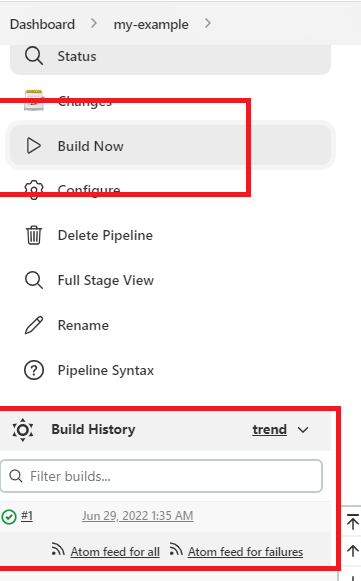 Dashboard > my-example >
Status
Changes
Build Now
Configure
Delete Pipeline
Full Stage View
Rename
Pipeline Syntax
Build History trend
Filter builds...
#1 Jun 29, 2022 1:35 AM
Atom feed for all Atom feed for failures